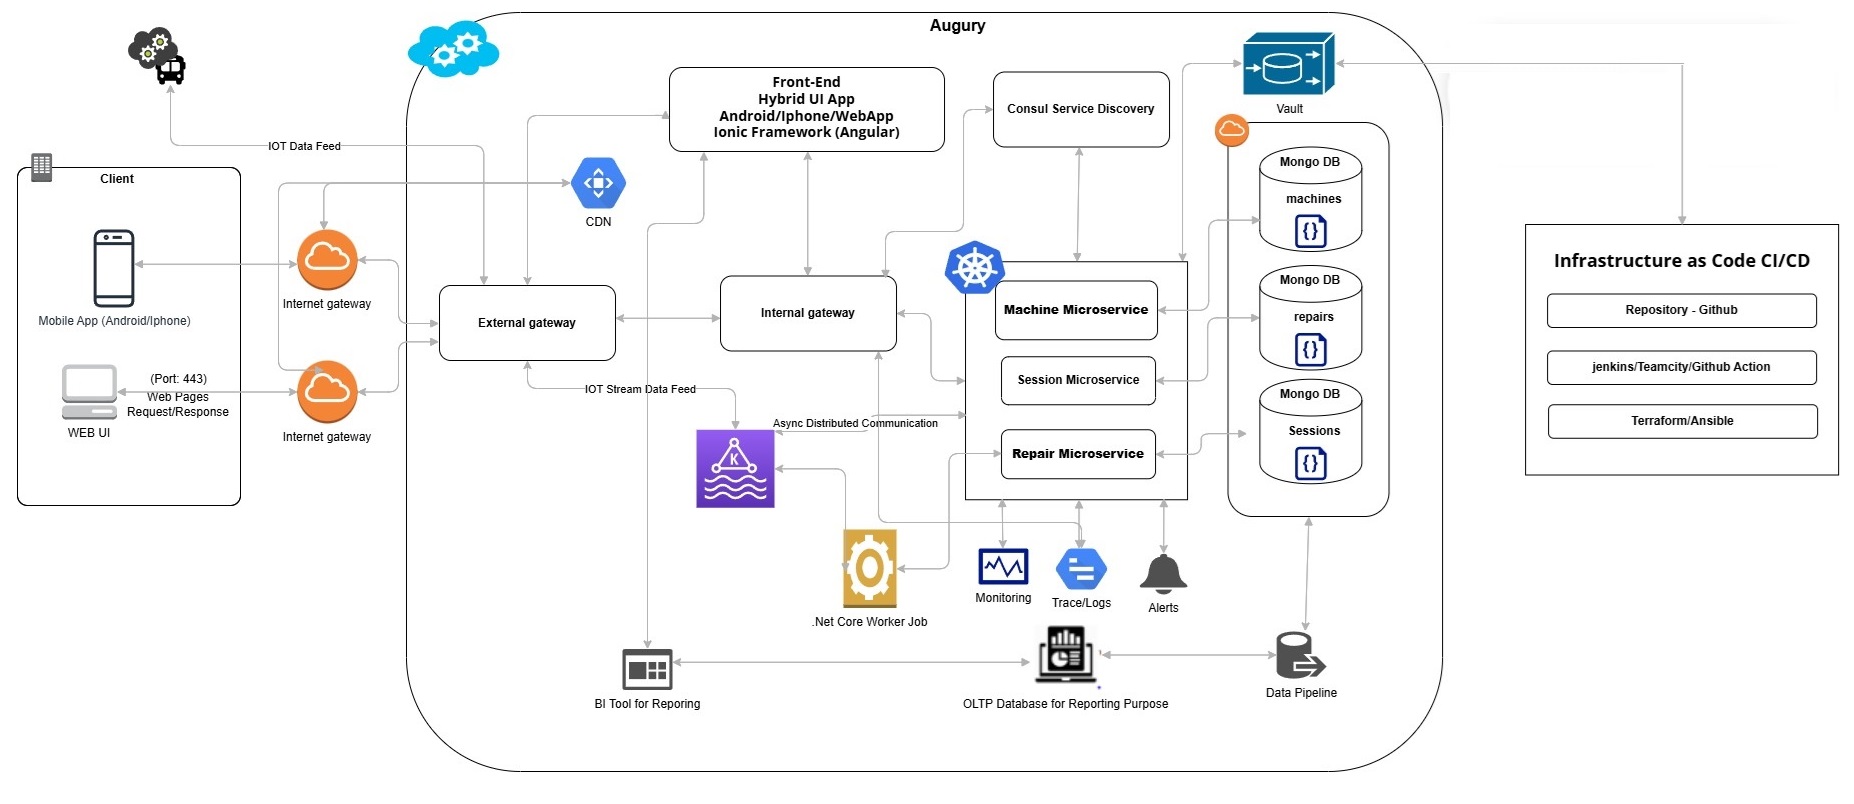 Augury
Front-End
Hybrid UI App
Android/Iphone/WebApp
Ionic Framework (Angular)
Consul Service Discovery
Vault
IOT Data Feed
Client
CDN
Mongo DB
machines
{}
Internet gateway
Mobile App (Android/Iphone)
External gateway
Internal gateway
Machine Microservice
Mongo DB
repairs
{}
Infrastructure as Code CI/CD
Repository - Github
jenkins/Teamcity/Github Action
Terraform/Ansible
(Port: 443)
Web Pages
Request/Response
WEB UI
Internet gateway
IOT Stream Data Feed
Session Microservice
Async Distributed Communication
Mongo DB
Sessions
{}
K
Repair Microservice
.Net Core Worker Job
Monitoring
Trace/Logs
Alerts
BI Tool for Reporing
OLTP Database for Reporting Purpose
Data Pipeline